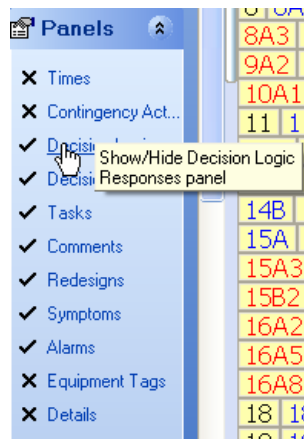 Panels
8A3
Times
9A2
10A1
Contingency Act...
11 1
Show/Hide Decision Logic
Responses panel
Tasks
14B
Comments
15A
15A3
Redesigns
15B2
Symptoms
16A2
Alarms
16A5
Equipment Tags
16A8
Details
18